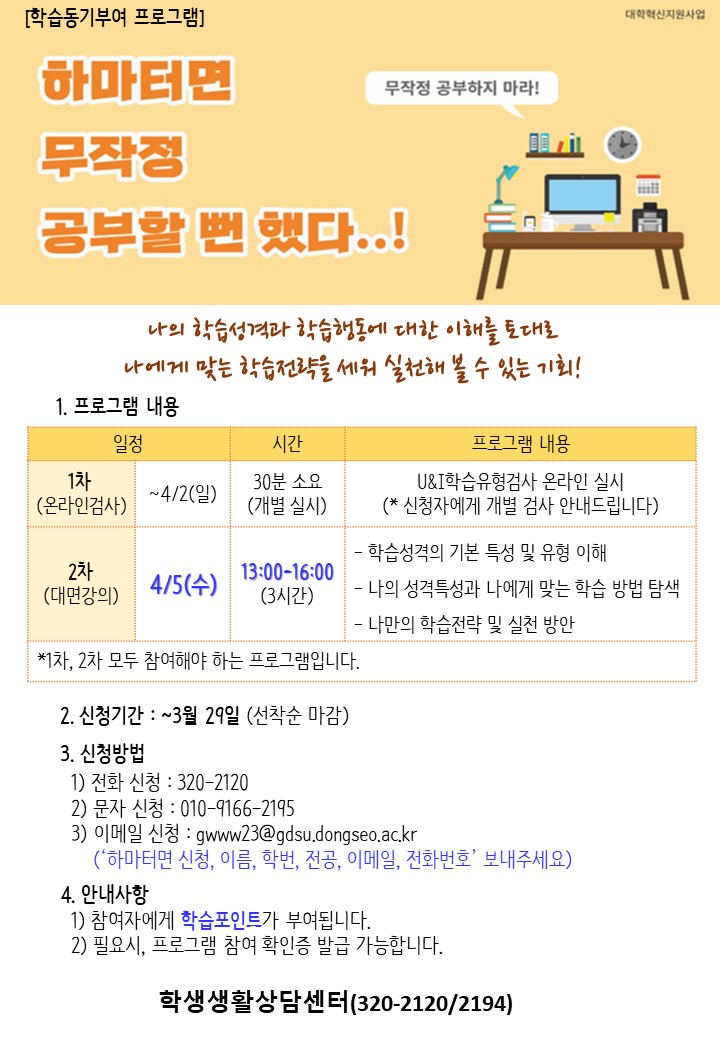 [학습동기부여 프로그램]
대학혁신지원사업
하마터면
무작정
공부할 뻔 했다..!
무작정 공부하지 마라!
나의 학습성격과 학습행동에 대한 이해를 토대로
나에게 맞는 학습전략을 세워 실천해 볼 수 있는 기회!
1. 프로그램 내용
일정 시간 프로그램 내용
1차
(온라인검사)
~4/2(일)
30분 소요
(개별 실시)
U&I학습유형검사 온라인 실시
(* 신청자에게 개별 검사 안내드립니다)
2차
(대면강의)
4/5(수)
13:00~16:00
(3시간)
- 학습성격의 기본 특성 및 유형 이해
- 나의 성격특성과 나에게 맞는 학습 방법 탐색
- 나만의 학습전략 및 실천 방안
*1차, 2차 모두 참여해야 하는 프로그램입니다.
2. 신청기간 : ~3월 29일 (선착순 마감)
3. 신청방법
1) 전화 신청 : 320-2120
2) 문자 신청 : 010-9166-2195
3) 이메일 신청 : gwww23@gdsu.dongseo.ac.kr
(‘하마터면 신청, 이름, 학번, 전공, 이메일, 전화번호’ 보내주세요)
4. 안내사항
1) 참여자에게 학습포인트가 부여됩니다.
2) 필요시, 프로그램 참여 확인증 발급 가능합니다.
학생생활상담센터(320-2120/2194)